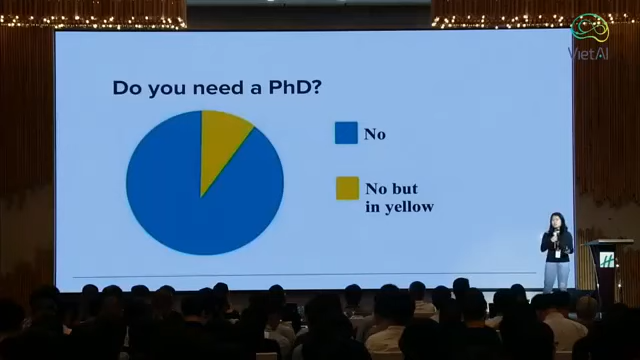 VietAI
Do you need a PhD?
No
No but
in yellow
H